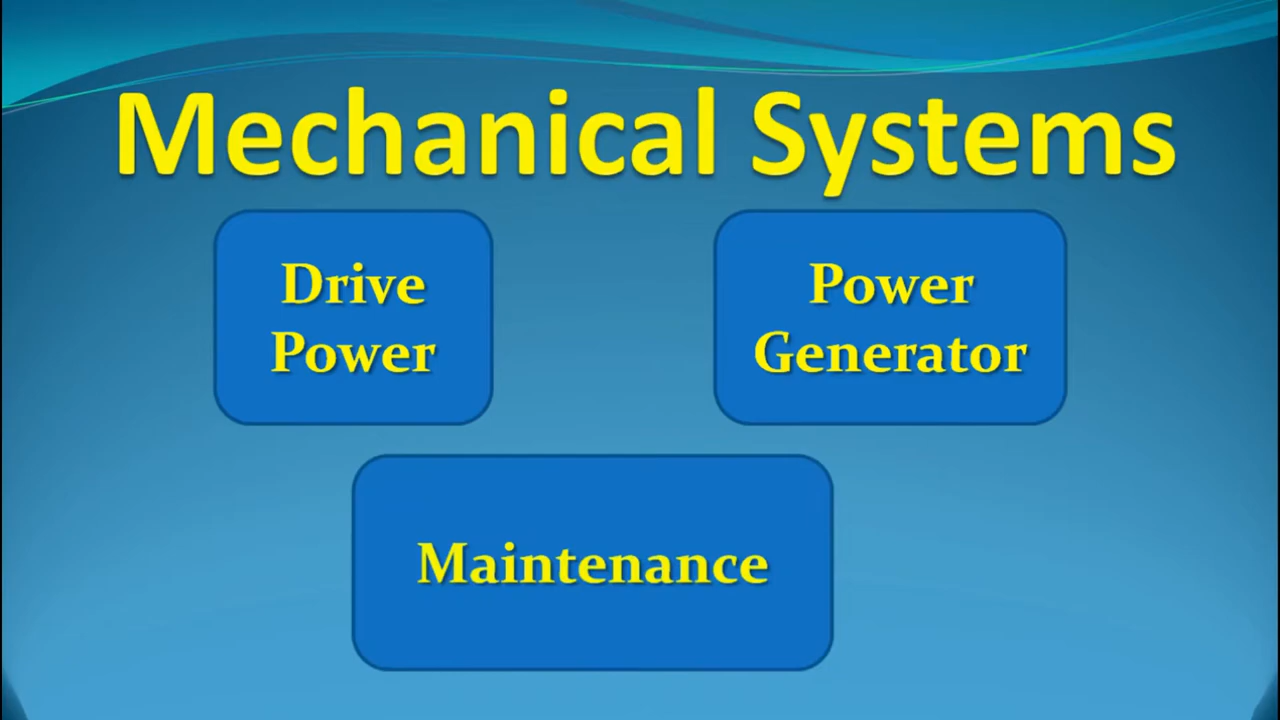 Mechanical Systems
Drive
Power
Power
Generator
Maintenance